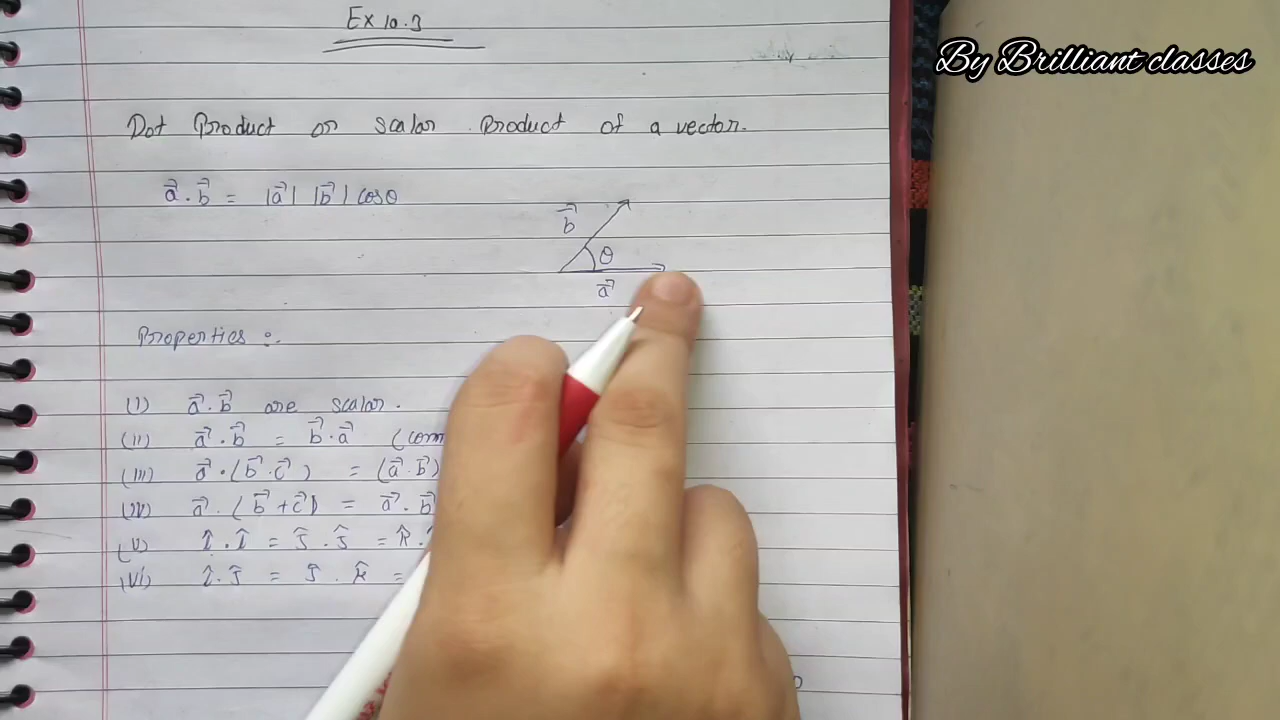 Ex 10.3
By Brilliant classes
Dot Product or scalar Product of a vector.
a⃗ . b⃗ = |a⃗| |b⃗| cosθ
b⃗
θ
a⃗
Properties :-
(I) a⃗ . b⃗ are scalar.
(II) a⃗ . b⃗ = b⃗ . a⃗ (com
(III) a⃗ . (b⃗ . c⃗) = (a⃗ . b⃗)
(IV) a⃗ . (b⃗ + c⃗) = a⃗ . b⃗
(V) î . î = ĵ . ĵ = k̂ .
(VI) î . ĵ = ĵ . k̂ =